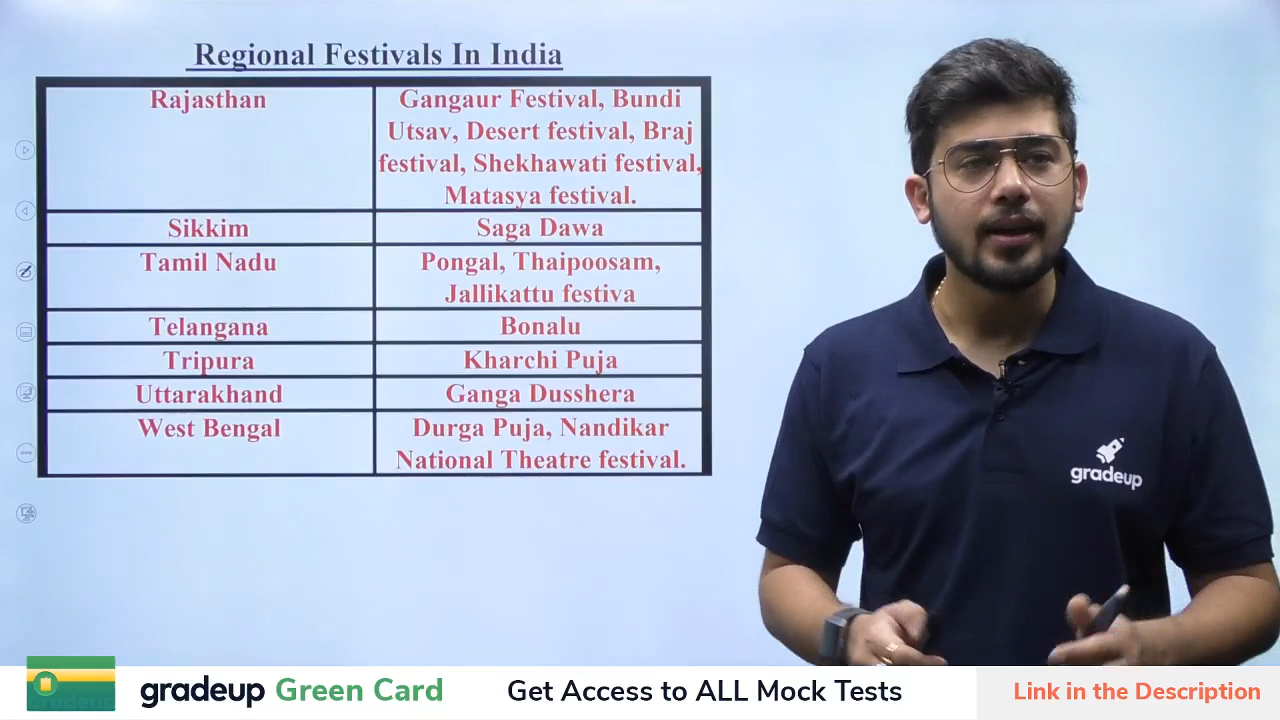 Regional Festivals In India
Rajasthan
Gangaur Festival, Bundi
Utsav, Desert festival, Braj
festival, Shekhawati festival,
Matasya festival.
Sikkim
Saga Dawa
Tamil Nadu
Pongal, Thaipoosam,
Jallikattu festiva
Telangana
Bonalu
Tripura
Kharchi Puja
Uttarakhand
Ganga Dusshera
West Bengal
Durga Puja, Nandikar
National Theatre festival.
gradeup
gradeup Green Card
Get Access to ALL Mock Tests
Link in the Description